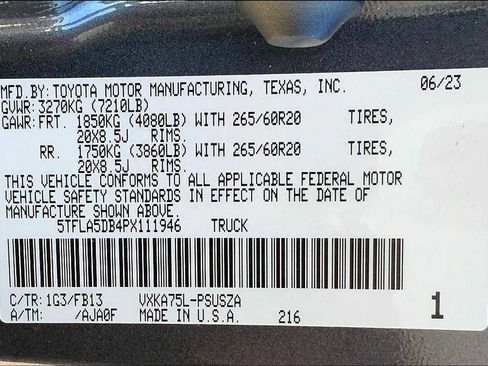 MFD.BY: TOYOTA MOTOR MANUFACTURING, TEXAS, INC. 06/23
GVWR: 3270KG (7210LB)
GAWR: FRT. 1850KG (4080LB) WITH 265/60R20 TIRES,
20X8.5J RIMS.
RR. 1750KG (3860LB) WITH 265/60R20 TIRES,
20X8.5J RIMS.
THIS VEHICLE CONFORMS TO ALL APPLICABLE FEDERAL MOTOR
VEHICLE SAFETY STANDARDS IN EFFECT ON THE DATE OF
MANUFACTURE SHOWN ABOVE.
5TFLA5DB4PX111946 TRUCK
C/TR: 1G3/FB13 VXKA75L-PSUSZA 1
A/TM: /AJA0F MADE IN U.S.A. 216